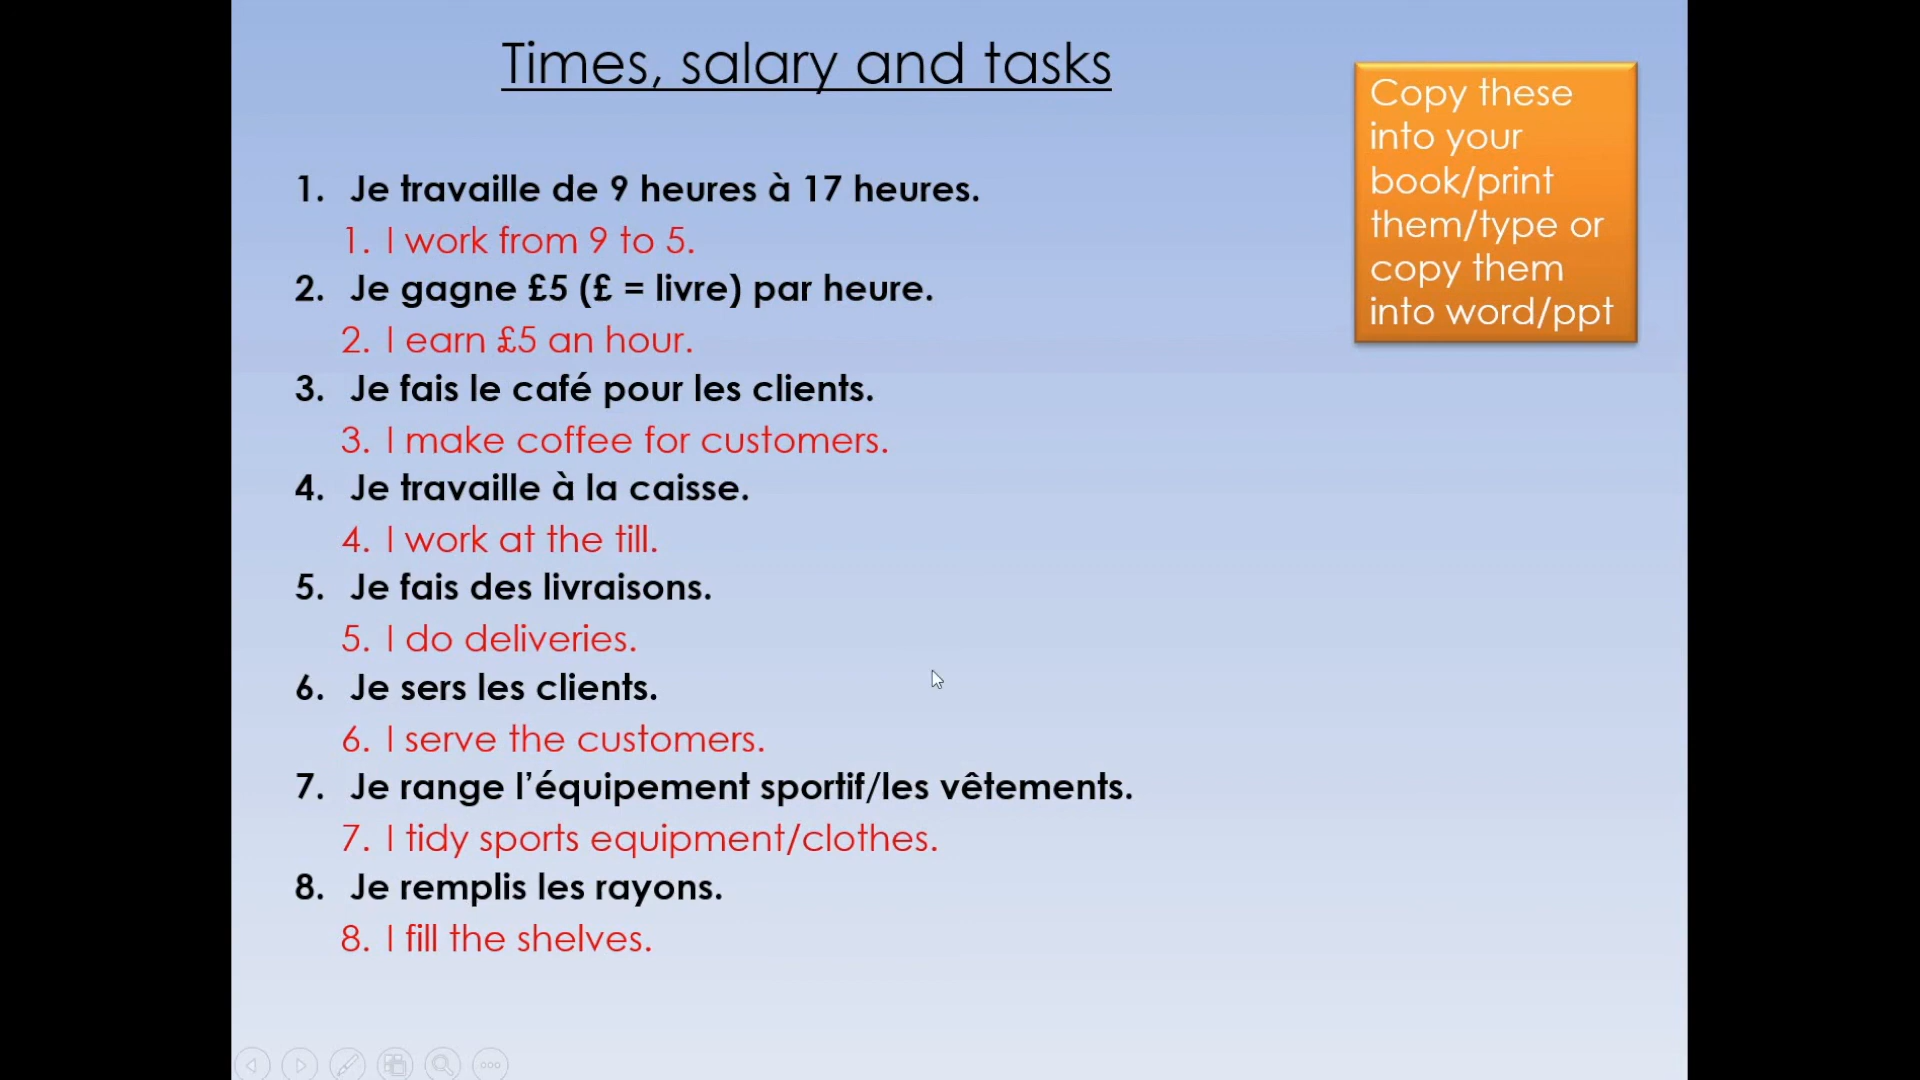 Times, salary and tasks
Copy these
into your
book/print
them/type or
copy them
into word/ppt
1. Je travaille de 9 heures à 17 heures.
1. I work from 9 to 5.
2. Je gagne £5 (£ = livre) par heure.
2. I earn £5 an hour.
3. Je fais le café pour les clients.
3. I make coffee for customers.
4. Je travaille à la caisse.
4. I work at the till.
5. Je fais des livraisons.
5. I do deliveries.
6. Je sers les clients.
6. I serve the customers.
7. Je range l’équipement sportif/les vêtements.
7. I tidy sports equipment/clothes.
8. Je remplis les rayons.
8. I fill the shelves.